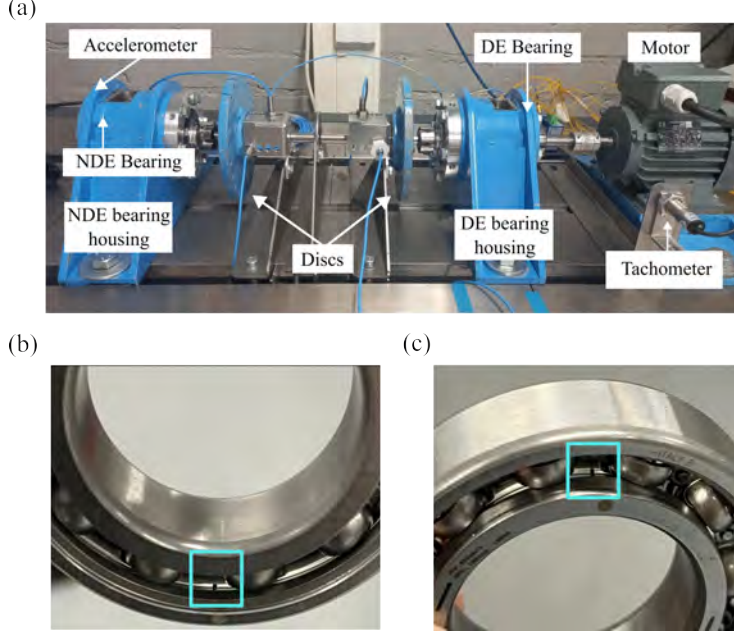 (a)
Accelerometer
DE Bearing
Motor
NDE Bearing
NDE bearing
housing
Discs
DE bearing
housing
Tachometer
(b)
(c)